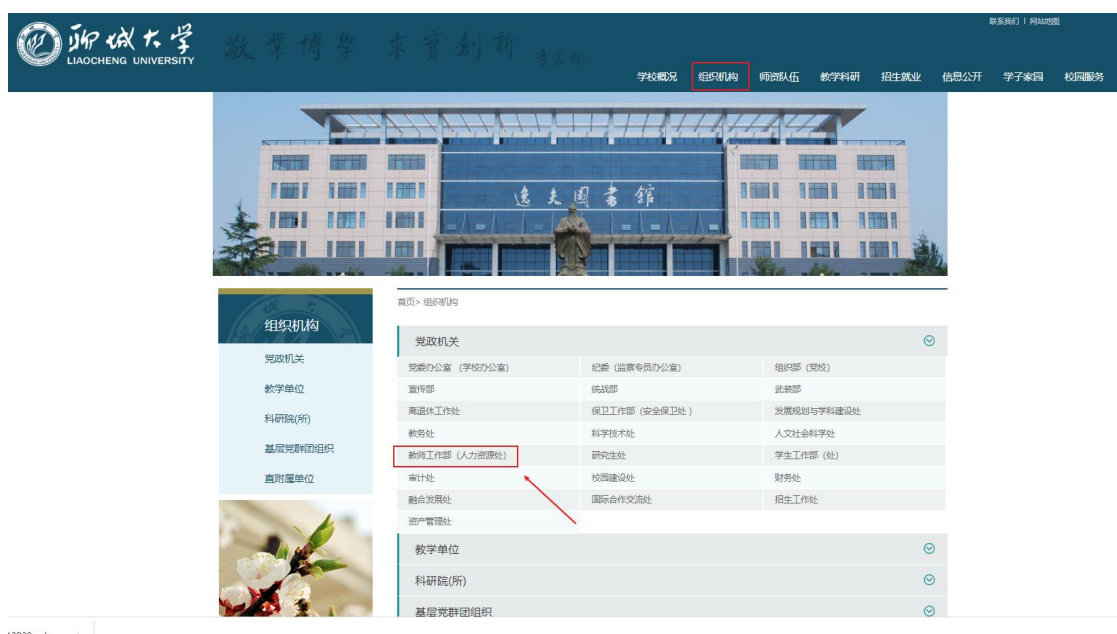 联系我们 | 网站地图
聊城大学
LIAOCHENG UNIVERSITY
敬業博學 求實創新
学校概况 组织机构 师资队伍 教学科研 招生就业 信息公开 学子家园 校园服务
逸夫图书馆
组织机构
党政机关
教学单位
科研院(所)
基层党群团组织
直附属单位
首页> 组织机构
党政机关
党委办公室 (学校办公室) 纪委 (监察专员办公室) 组织部 (党校)
宣传部 统战部 武装部
离退休工作处 保卫工作部 (安全保卫处 ) 发展规划与学科建设处
教务处 科学技术处 人文社会科学处
教师工作部 (人力资源处) 研究生处 学生工作部 (处)
审计处 校园建设处 财务处
融合发展处 国际合作交流处 招生工作处
资产管理处
教学单位
科研院(所)
基层党群团组织